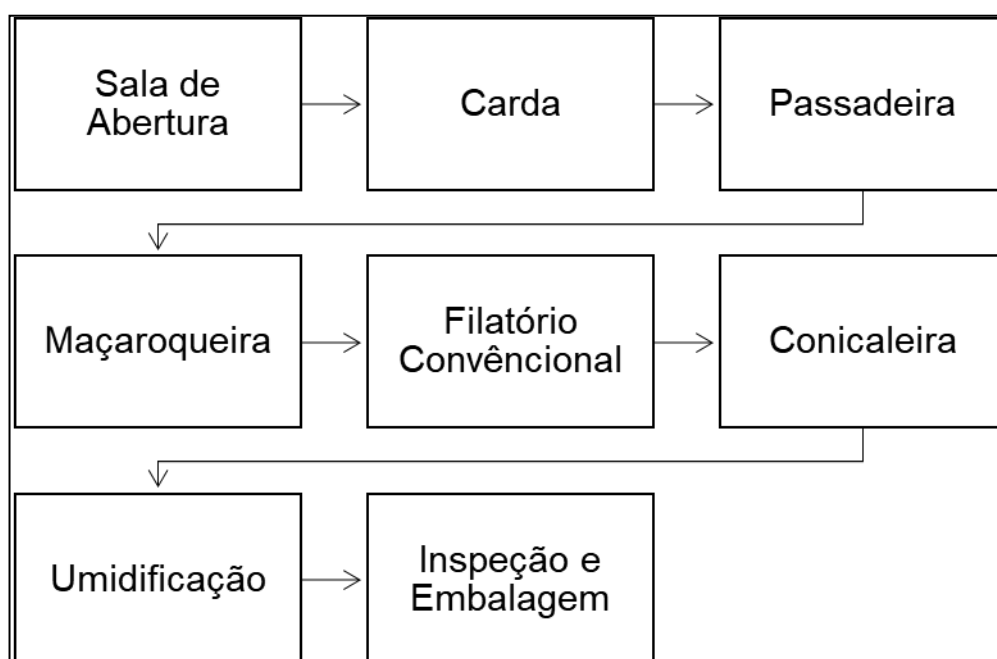 Sala de
Abertura
Carda
Passadeira
Maçaroqueira
Filatório
Convêncional
Conicaleira
Umidificação
Inspeção e
Embalagem